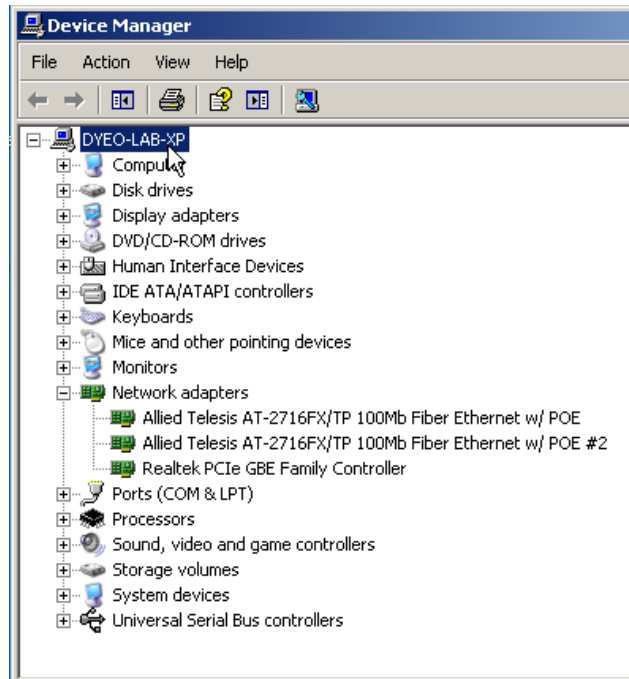 Device Manager
File Action View Help
DYEO-LAB-XP
Computer
Disk drives
Display adapters
DVD/CD-ROM drives
Human Interface Devices
IDE ATA/ATAPI controllers
Keyboards
Mice and other pointing devices
Monitors
Network adapters
Allied Telesis AT-2716FX/TP 100Mb Fiber Ethernet w/ POE
Allied Telesis AT-2716FX/TP 100Mb Fiber Ethernet w/ POE #2
Realtek PCIe GBE Family Controller
Ports (COM & LPT)
Processors
Sound, video and game controllers
Storage volumes
System devices
Universal Serial Bus controllers